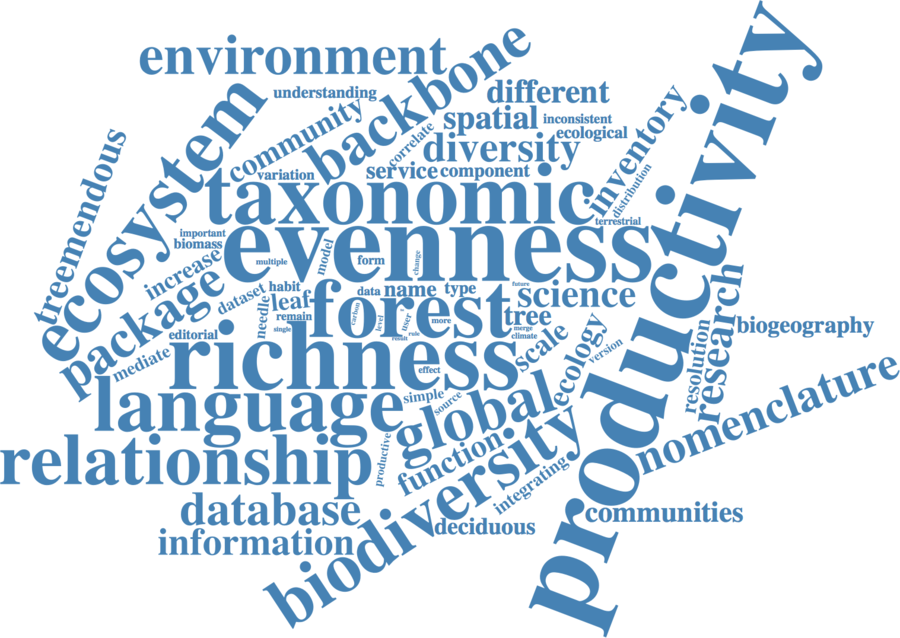 productivity
environment
backbone
understanding
different
ecosystem
community
spatial
inconsistent
inventory
correlate
ecological
treemendous
diversity
variation
service
component
distribution
taxonomic
terrestrial
important
evenness
biomass
model
multiple
form
change
increase
package
dataset
habit
data
name
type
future
science
research
leaf
forest
needle
remain
carbon
level
user
more
tree
biogeography
editorial
single
role
result
merge
climate
scale
ecology
version
resolution
mediate
richness
effect
nomenclature
language
simple
source
global
relationship
productive
function
biodiversity
integrating
database
deciduous
communities
information